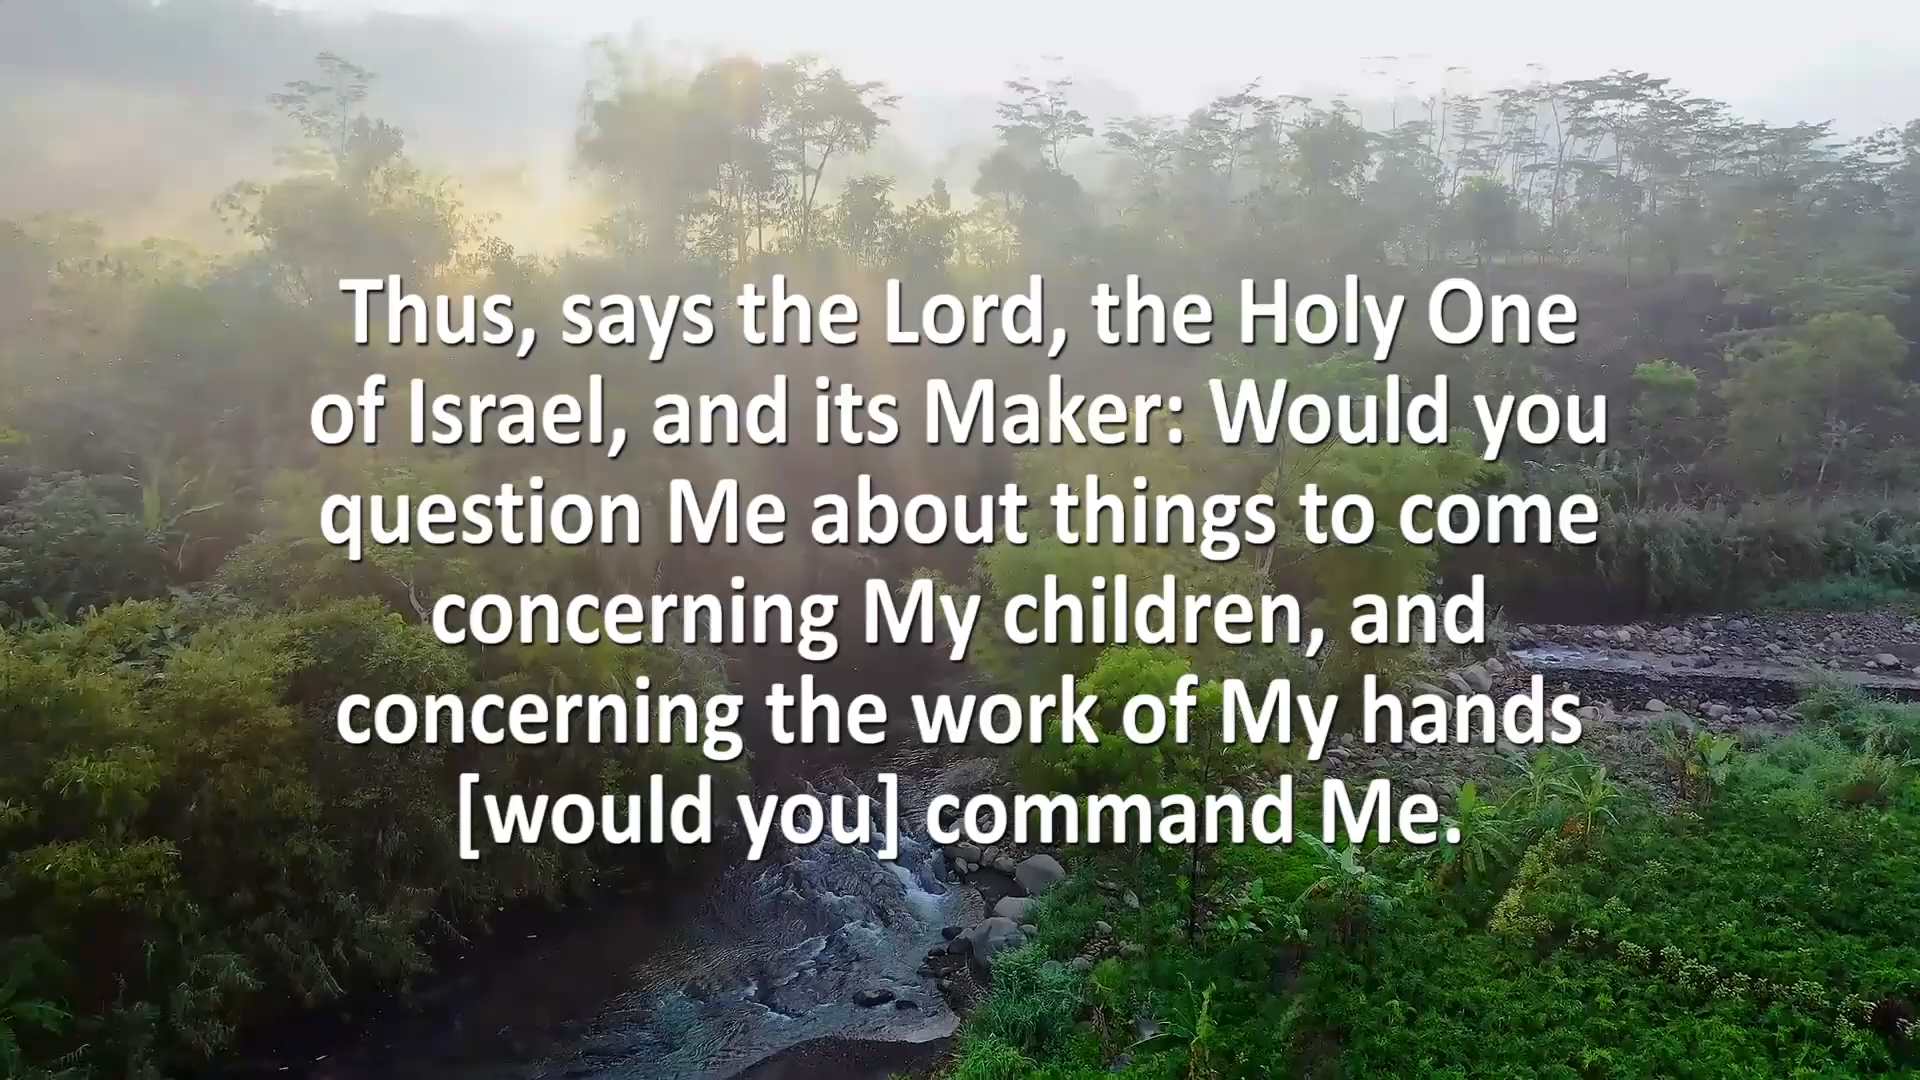 Thus, says the Lord, the Holy One
of Israel, and its Maker: Would you
question Me about things to come
concerning My children, and
concerning the work of My hands
[would you] command Me.